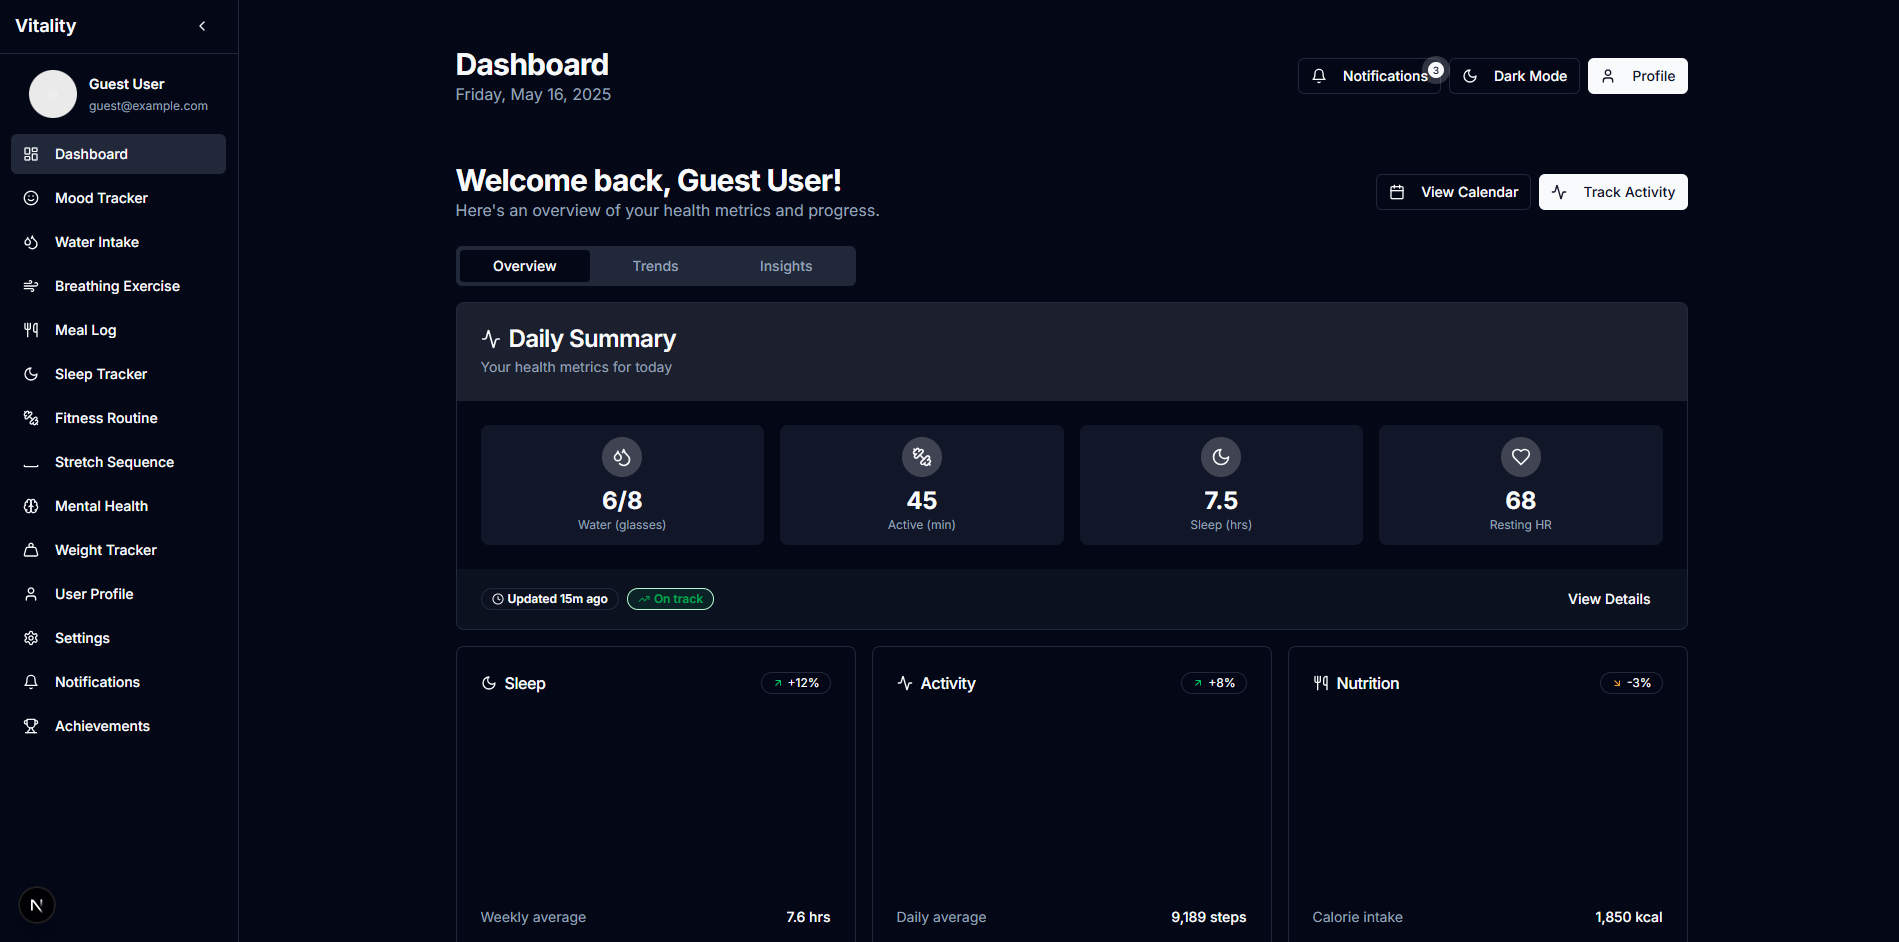 Vitality
Guest User
guest@example.com
Dashboard
Mood Tracker
Water Intake
Breathing Exercise
Meal Log
Sleep Tracker
Fitness Routine
Stretch Sequence
Mental Health
Weight Tracker
User Profile
Settings
Notifications
Achievements
N
Dashboard
Friday, May 16, 2025
Notifications 3
Dark Mode
Profile
Welcome back, Guest User!
Here's an overview of your health metrics and progress.
View Calendar
Track Activity
Overview Trends Insights
Daily Summary
Your health metrics for today
6/8
Water (glasses)
45
Active (min)
7.5
Sleep (hrs)
68
Resting HR
Updated 15m ago On track View Details
Sleep +12%
Weekly average 7.6 hrs
Activity +8%
Daily average 9,189 steps
Nutrition -3%
Calorie intake 1,850 kcal